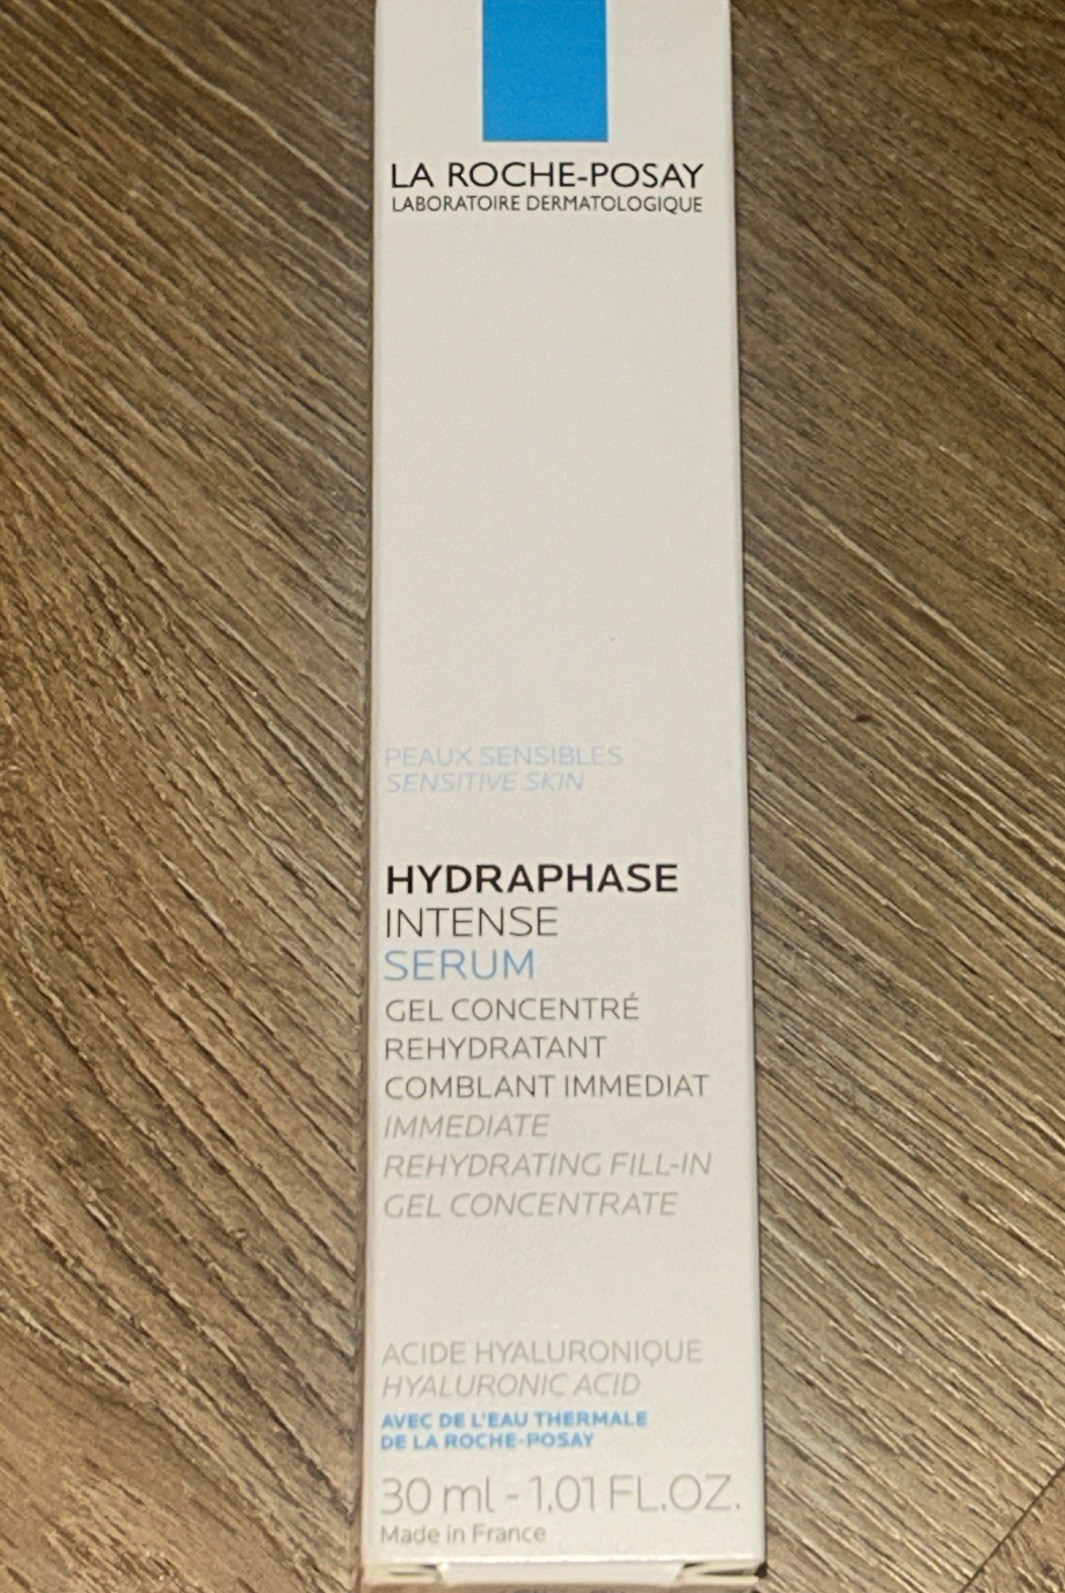 LA ROCHE-POSAY
LABORATOIRE DERMATOLOGIQUE
PEAUX SENSIBLES
SENSITIVE SKIN
HYDRAPHASE
INTENSE
SERUM
GEL CONCENTRÉ
REHYDRATANT
COMBLANT IMMEDIAT
IMMEDIATE
REHYDRATING FILL-IN
GEL CONCENTRATE
ACIDE HYALURONIQUE
HYALURONIC ACID
AVEC DE L'EAU THERMALE
DE LA ROCHE-POSAY
30 ml - 1.01 FL.OZ.
Made in France